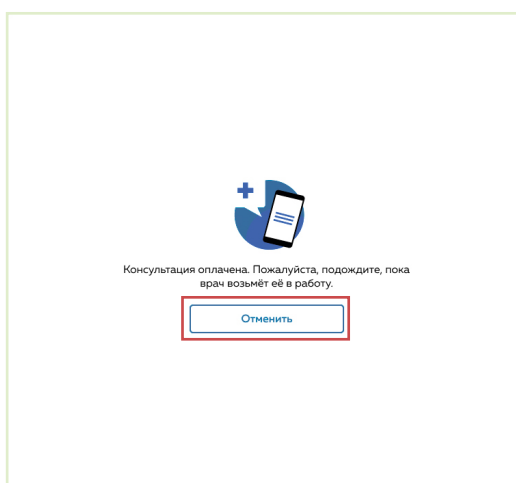 Консультация оплачена. Пожалуйста, подождите, пока
врач возьмёт её в работу.
Отменить